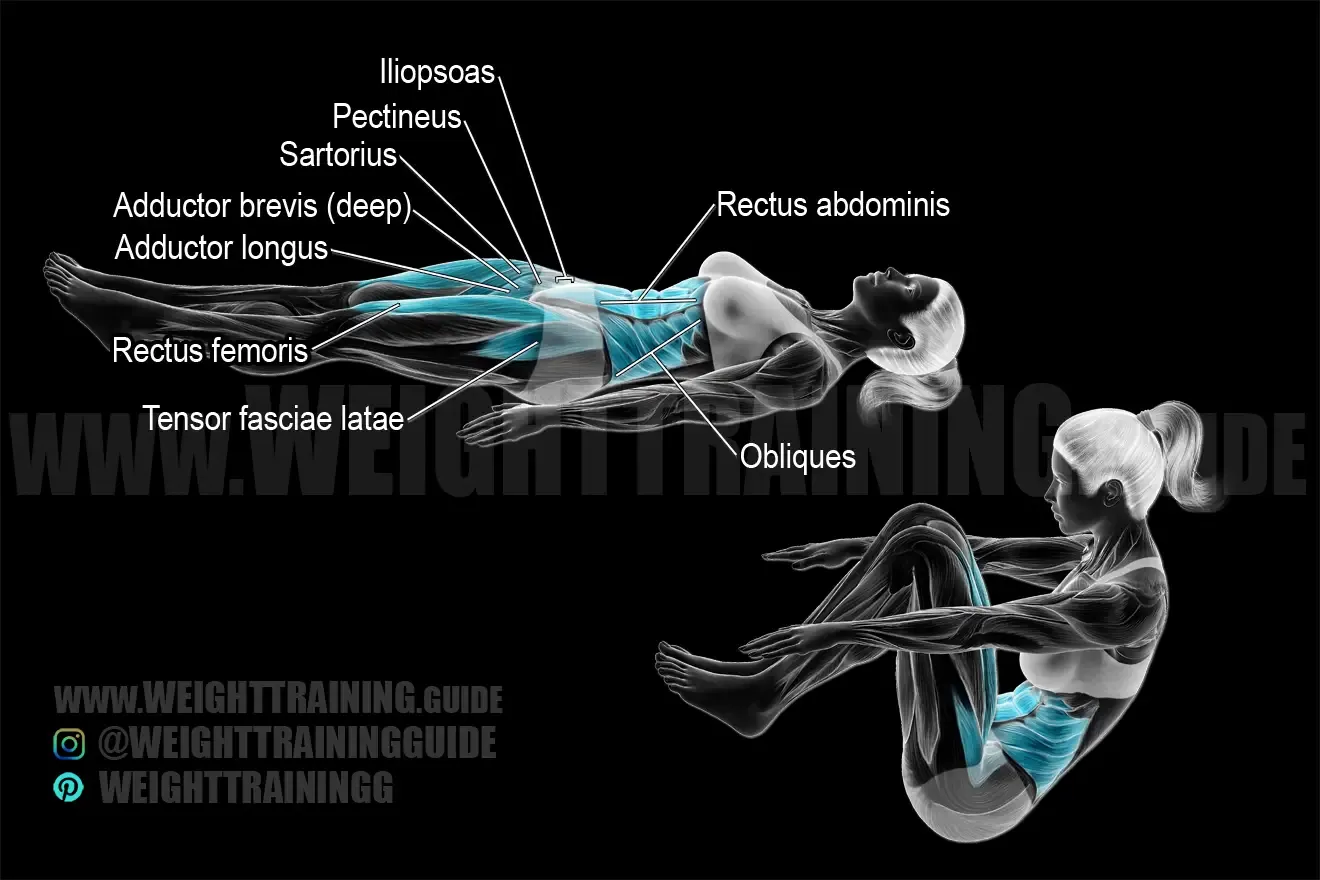 Iliopsoas
Pectineus
Sartorius
Adductor brevis (deep)
Rectus abdominis
Adductor longus
Rectus femoris
Tensor fasciae latae
Obliques
WWW.WEIGHTTRAINING.GUIDE
WWW.WEIGHTTRAINING.GUIDE
@WEIGHTTRAININGGUIDE
WEIGHTTRAININGG